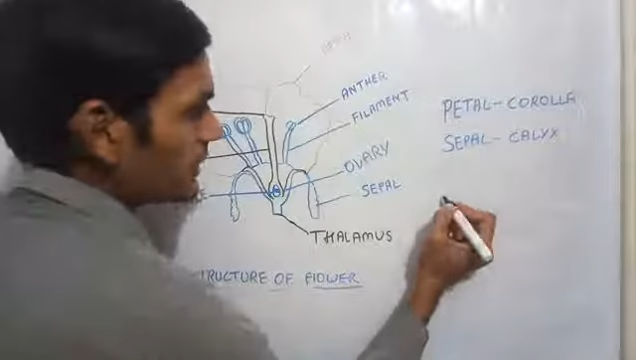 ANTHER
FILAMENT
OVARY
SEPAL
THALAMUS
STRUCTURE OF FLOWER
PETAL-COROLLA
SEPAL-CALYX